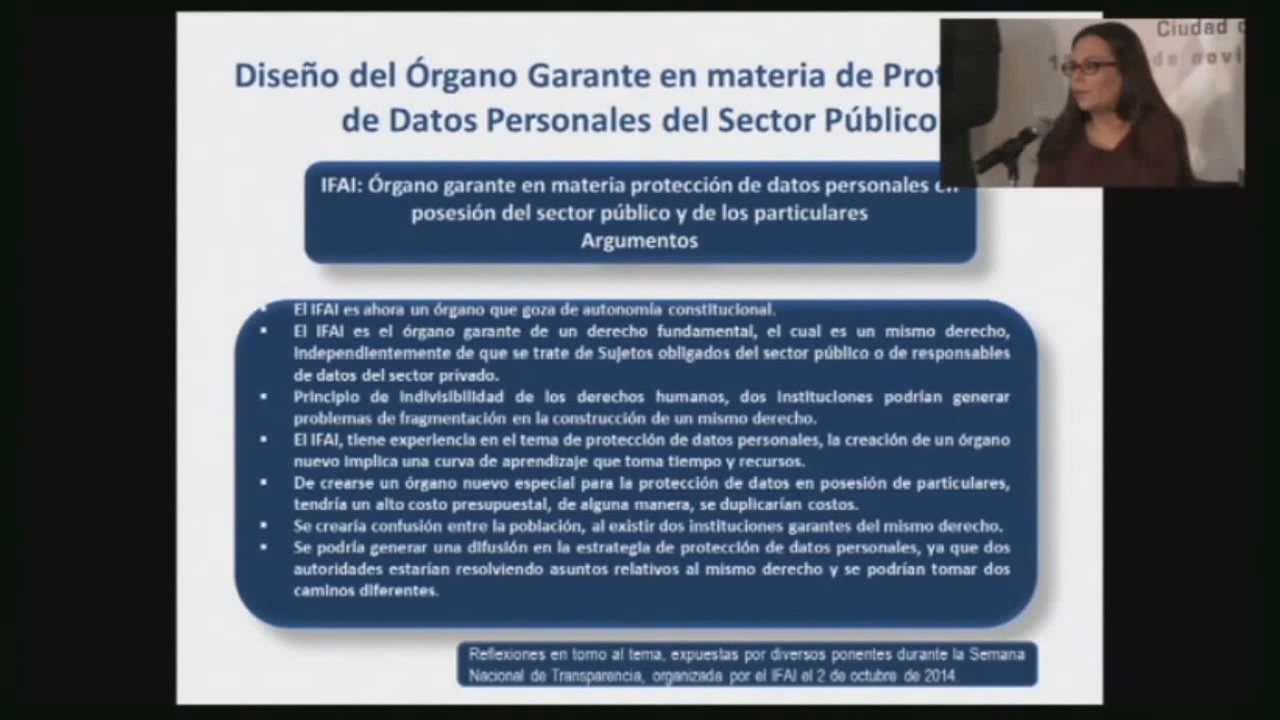 Diseño del Órgano Garante en materia de Prot
de Datos Personales del Sector Público
Ciudad
de novi
IFAI: Órgano garante en materia protección de datos personales en
posesión del sector público y de los particulares
Argumentos
El IFAI es ahora un órgano que goza de autonomía constitucional.
▪ El IFAI es el órgano garante de un derecho fundamental, el cual es un mismo derecho,
independientemente de que se trate de Sujetos obligados del sector público o de responsables
de datos del sector privado.
▪ Principio de indivisibilidad de los derechos humanos, dos instituciones podrían generar
problemas de fragmentación en la construcción de un mismo derecho.
▪ El IFAI, tiene experiencia en el tema de protección de datos personales, la creación de un órgano
nuevo implica una curva de aprendizaje que toma tiempo y recursos.
▪ De crearse un órgano nuevo especial para la protección de datos en posesión de particulares,
tendría un alto costo presupuestal, de alguna manera, se duplicarían costos.
▪ Se crearía confusión entre la población, al existir dos instituciones garantes del mismo derecho.
▪ Se podría generar una difusión en la estrategia de protección de datos personales, ya que dos
autoridades estarían resolviendo asuntos relativos al mismo derecho y se podrían tomar dos
caminos diferentes.
Reflexiones en torno al tema, expuestas por diversos ponentes durante la Semana
Nacional de Transparencia, organizada por el IFAI el 2 de octubre de 2014.